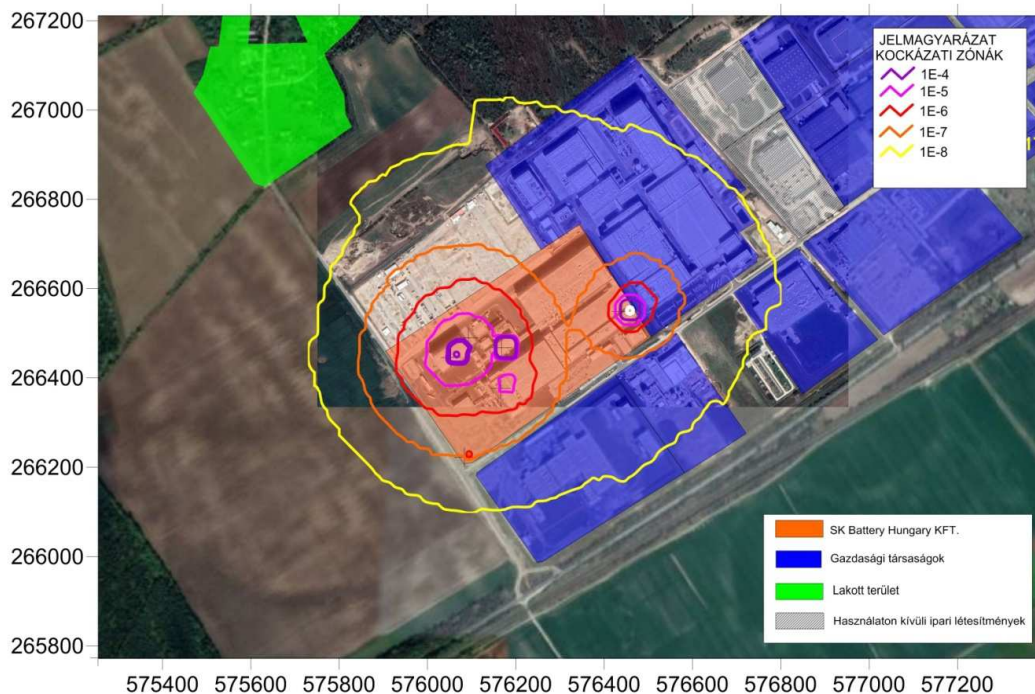 267200
267000
266800
266600
266400
266200
266000
265800
JELMAGYARÁZAT
KOCKÁZATI ZÓNÁK
1E-4
1E-5
1E-6
1E-7
1E-8
SK Battery Hungary KFT.
Gazdasági társaságok
Lakott terület
Használaton kívüli ipari létesítmények
575400 575600 575800 576000 576200 576400 576600 576800 577000 577200